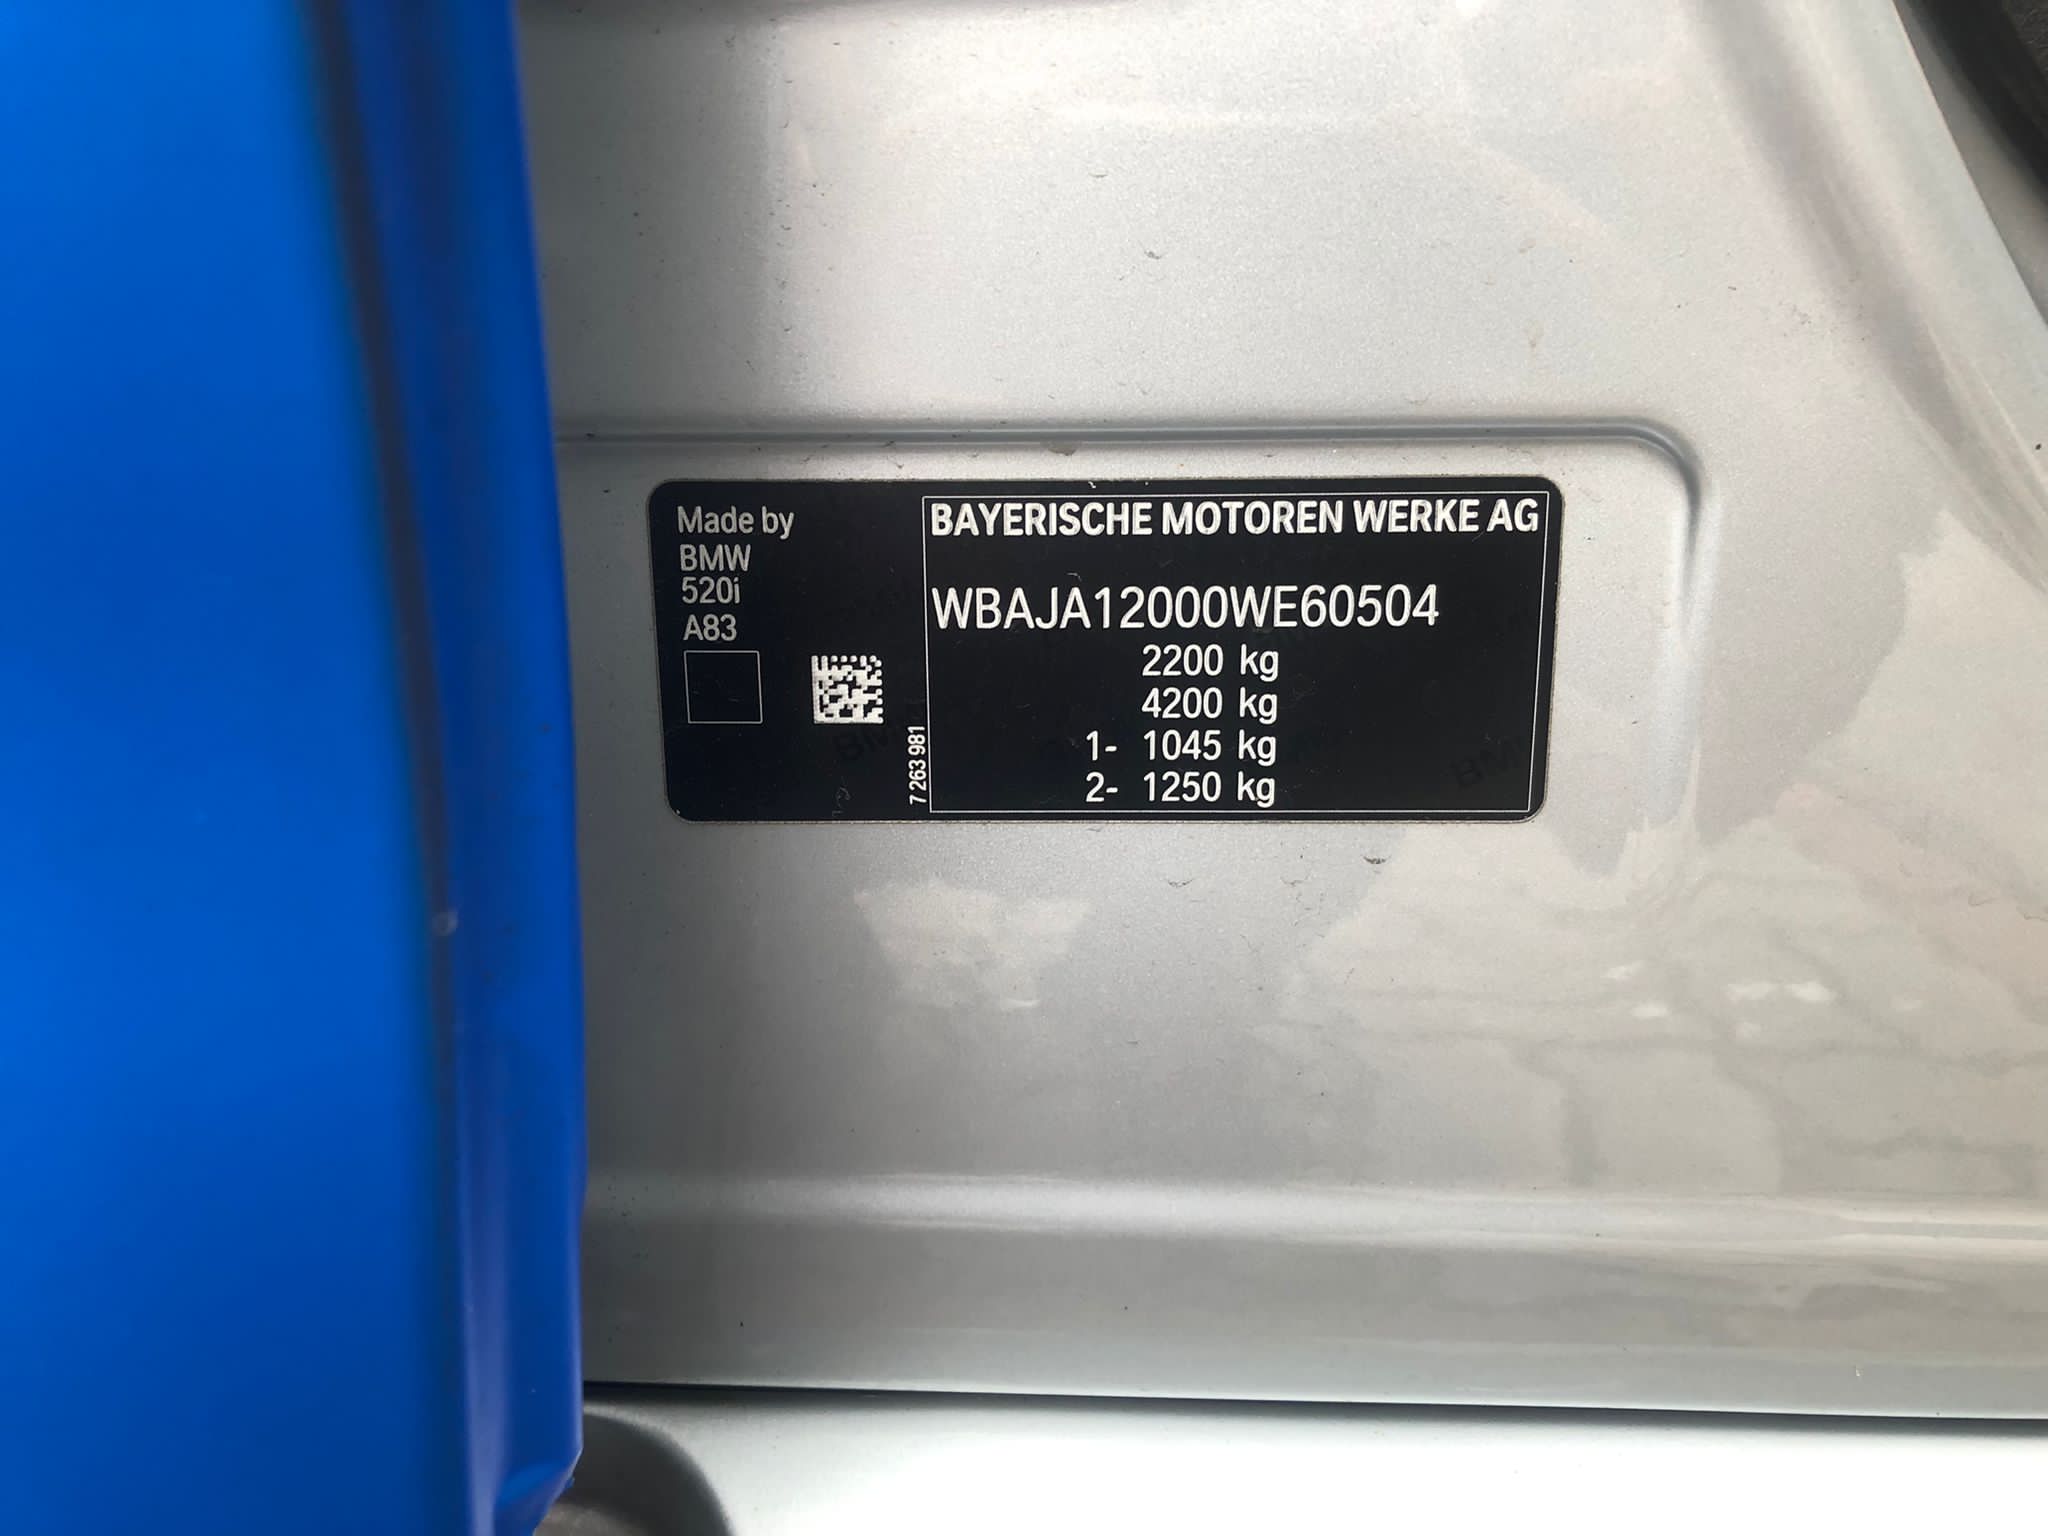 Made by
BMW
520i
A83
7 263 981
BAYERISCHE MOTOREN WERKE AG
WBAJA12000WE60504
2200 kg
4200 kg
1- 1045 kg
2- 1250 kg